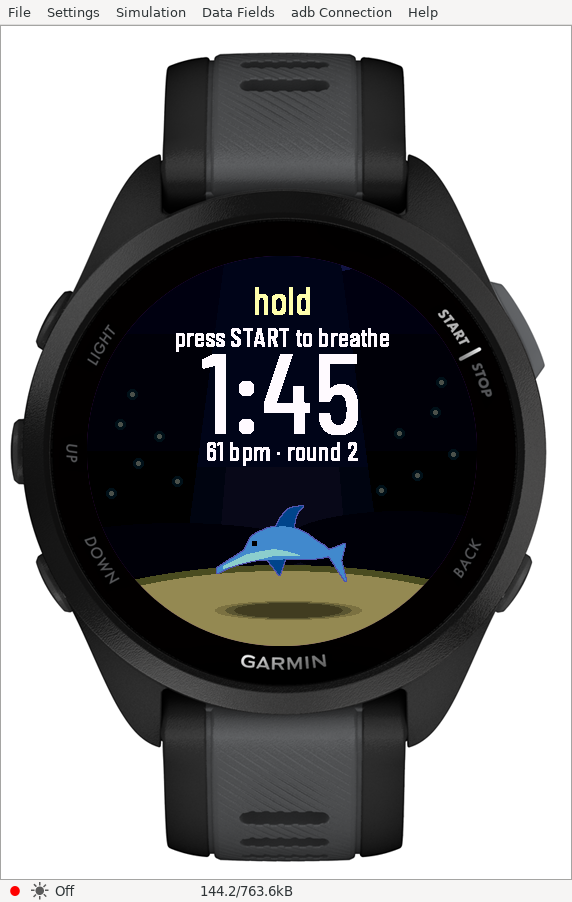 File Settings Simulation Data Fields adb Connection Help
hold
press START to breathe
1:45
61 bpm · round 2
LIGHT
UP
DOWN
START
STOP
BACK
GARMIN
Off 144.2/763.6kB